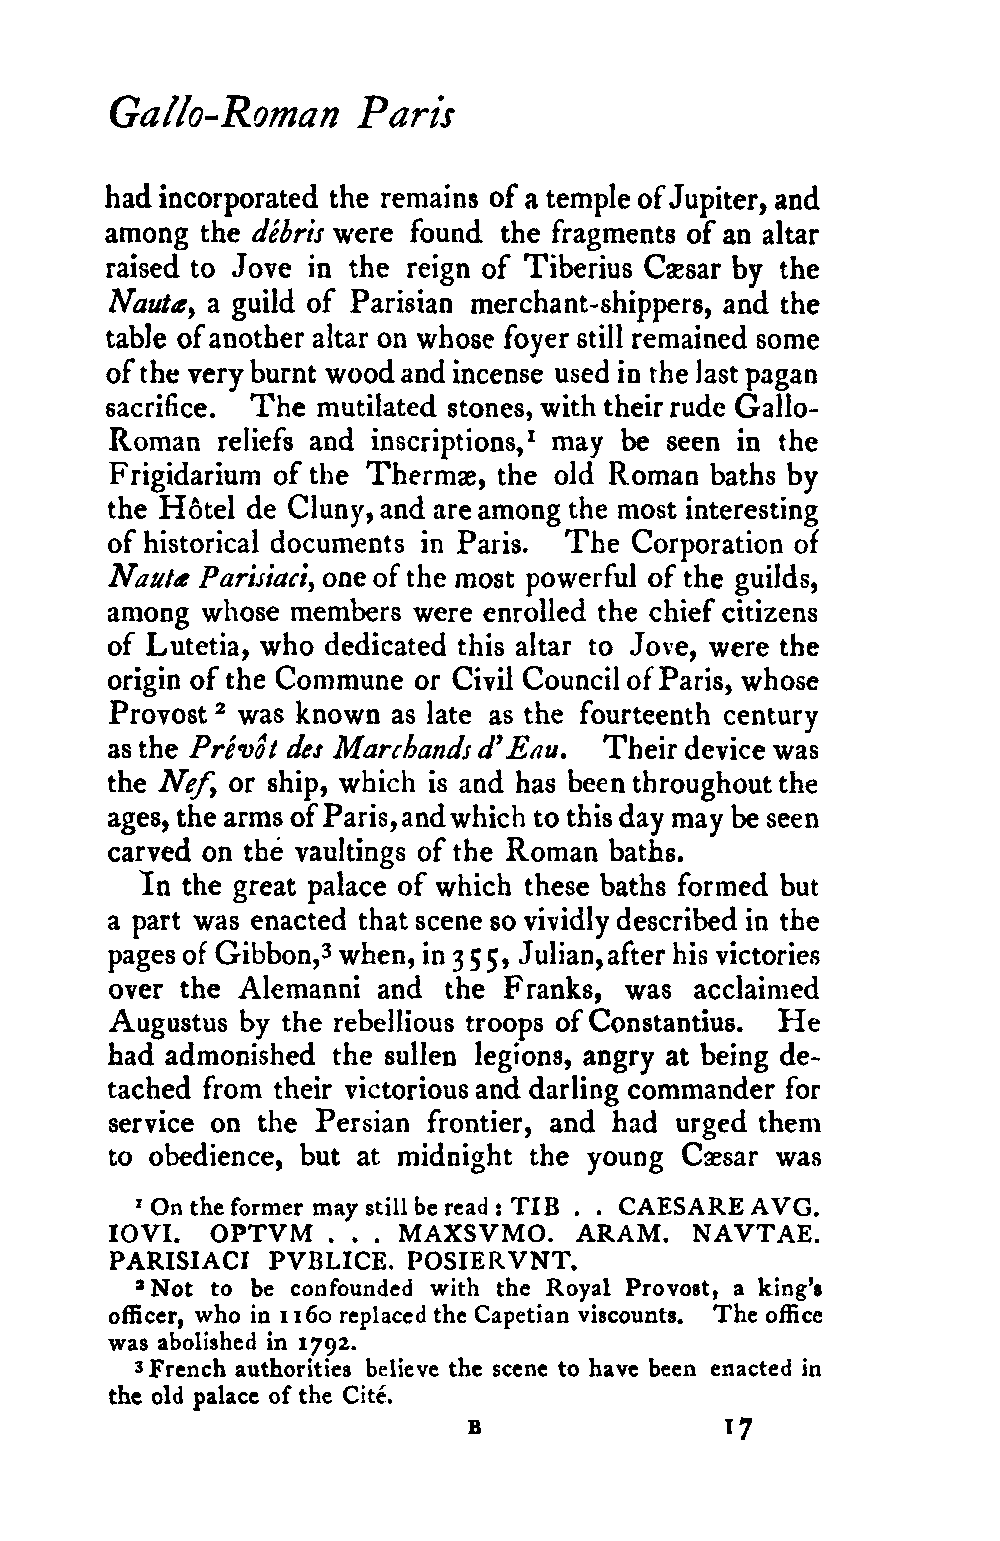 Gallo-Roman Paris
had incorporated the remains of a temple of Jupiter, and
among the débris were found the fragments of an altar
raised to Jove in the reign of Tiberius Cæsar by the
Nautæ, a guild of Parisian merchant-shippers, and the
table of another altar on whose foyer still remained some
of the very burnt wood and incense used in the last pagan
sacrifice. The mutilated stones, with their rude Gallo-
Roman reliefs and inscriptions,¹ may be seen in the
Frigidarium of the Thermæ, the old Roman baths by
the Hôtel de Cluny, and are among the most interesting
of historical documents in Paris. The Corporation of
Nautæ Parisiaci, one of the most powerful of the guilds,
among whose members were enrolled the chief citizens
of Lutetia, who dedicated this altar to Jove, were the
origin of the Commune or Civil Council of Paris, whose
Provost ² was known as late as the fourteenth century
as the Prévôt des Marchands d'Eau. Their device was
the Nef, or ship, which is and has been throughout the
ages, the arms of Paris, and which to this day may be seen
carved on the vaultings of the Roman baths.
In the great palace of which these baths formed but
a part was enacted that scene so vividly described in the
pages of Gibbon,³ when, in 355, Julian, after his victories
over the Alemanni and the Franks, was acclaimed
Augustus by the rebellious troops of Constantius. He
had admonished the sullen legions, angry at being de-
tached from their victorious and darling commander for
service on the Persian frontier, and had urged them
to obedience, but at midnight the young Cæsar was
¹ On the former may still be read : TIB . . CAESARE AVG.
IOVI. OPTVM . . . MAXSVMO. ARAM. NAVTAE.
PARISIACI PVBLICE. POSIERVNT.
² Not to be confounded with the Royal Provost, a king's
officer, who in 1160 replaced the Capetian viscounts. The office
was abolished in 1792.
³ French authorities believe the scene to have been enacted in
the old palace of the Cité.
B 17